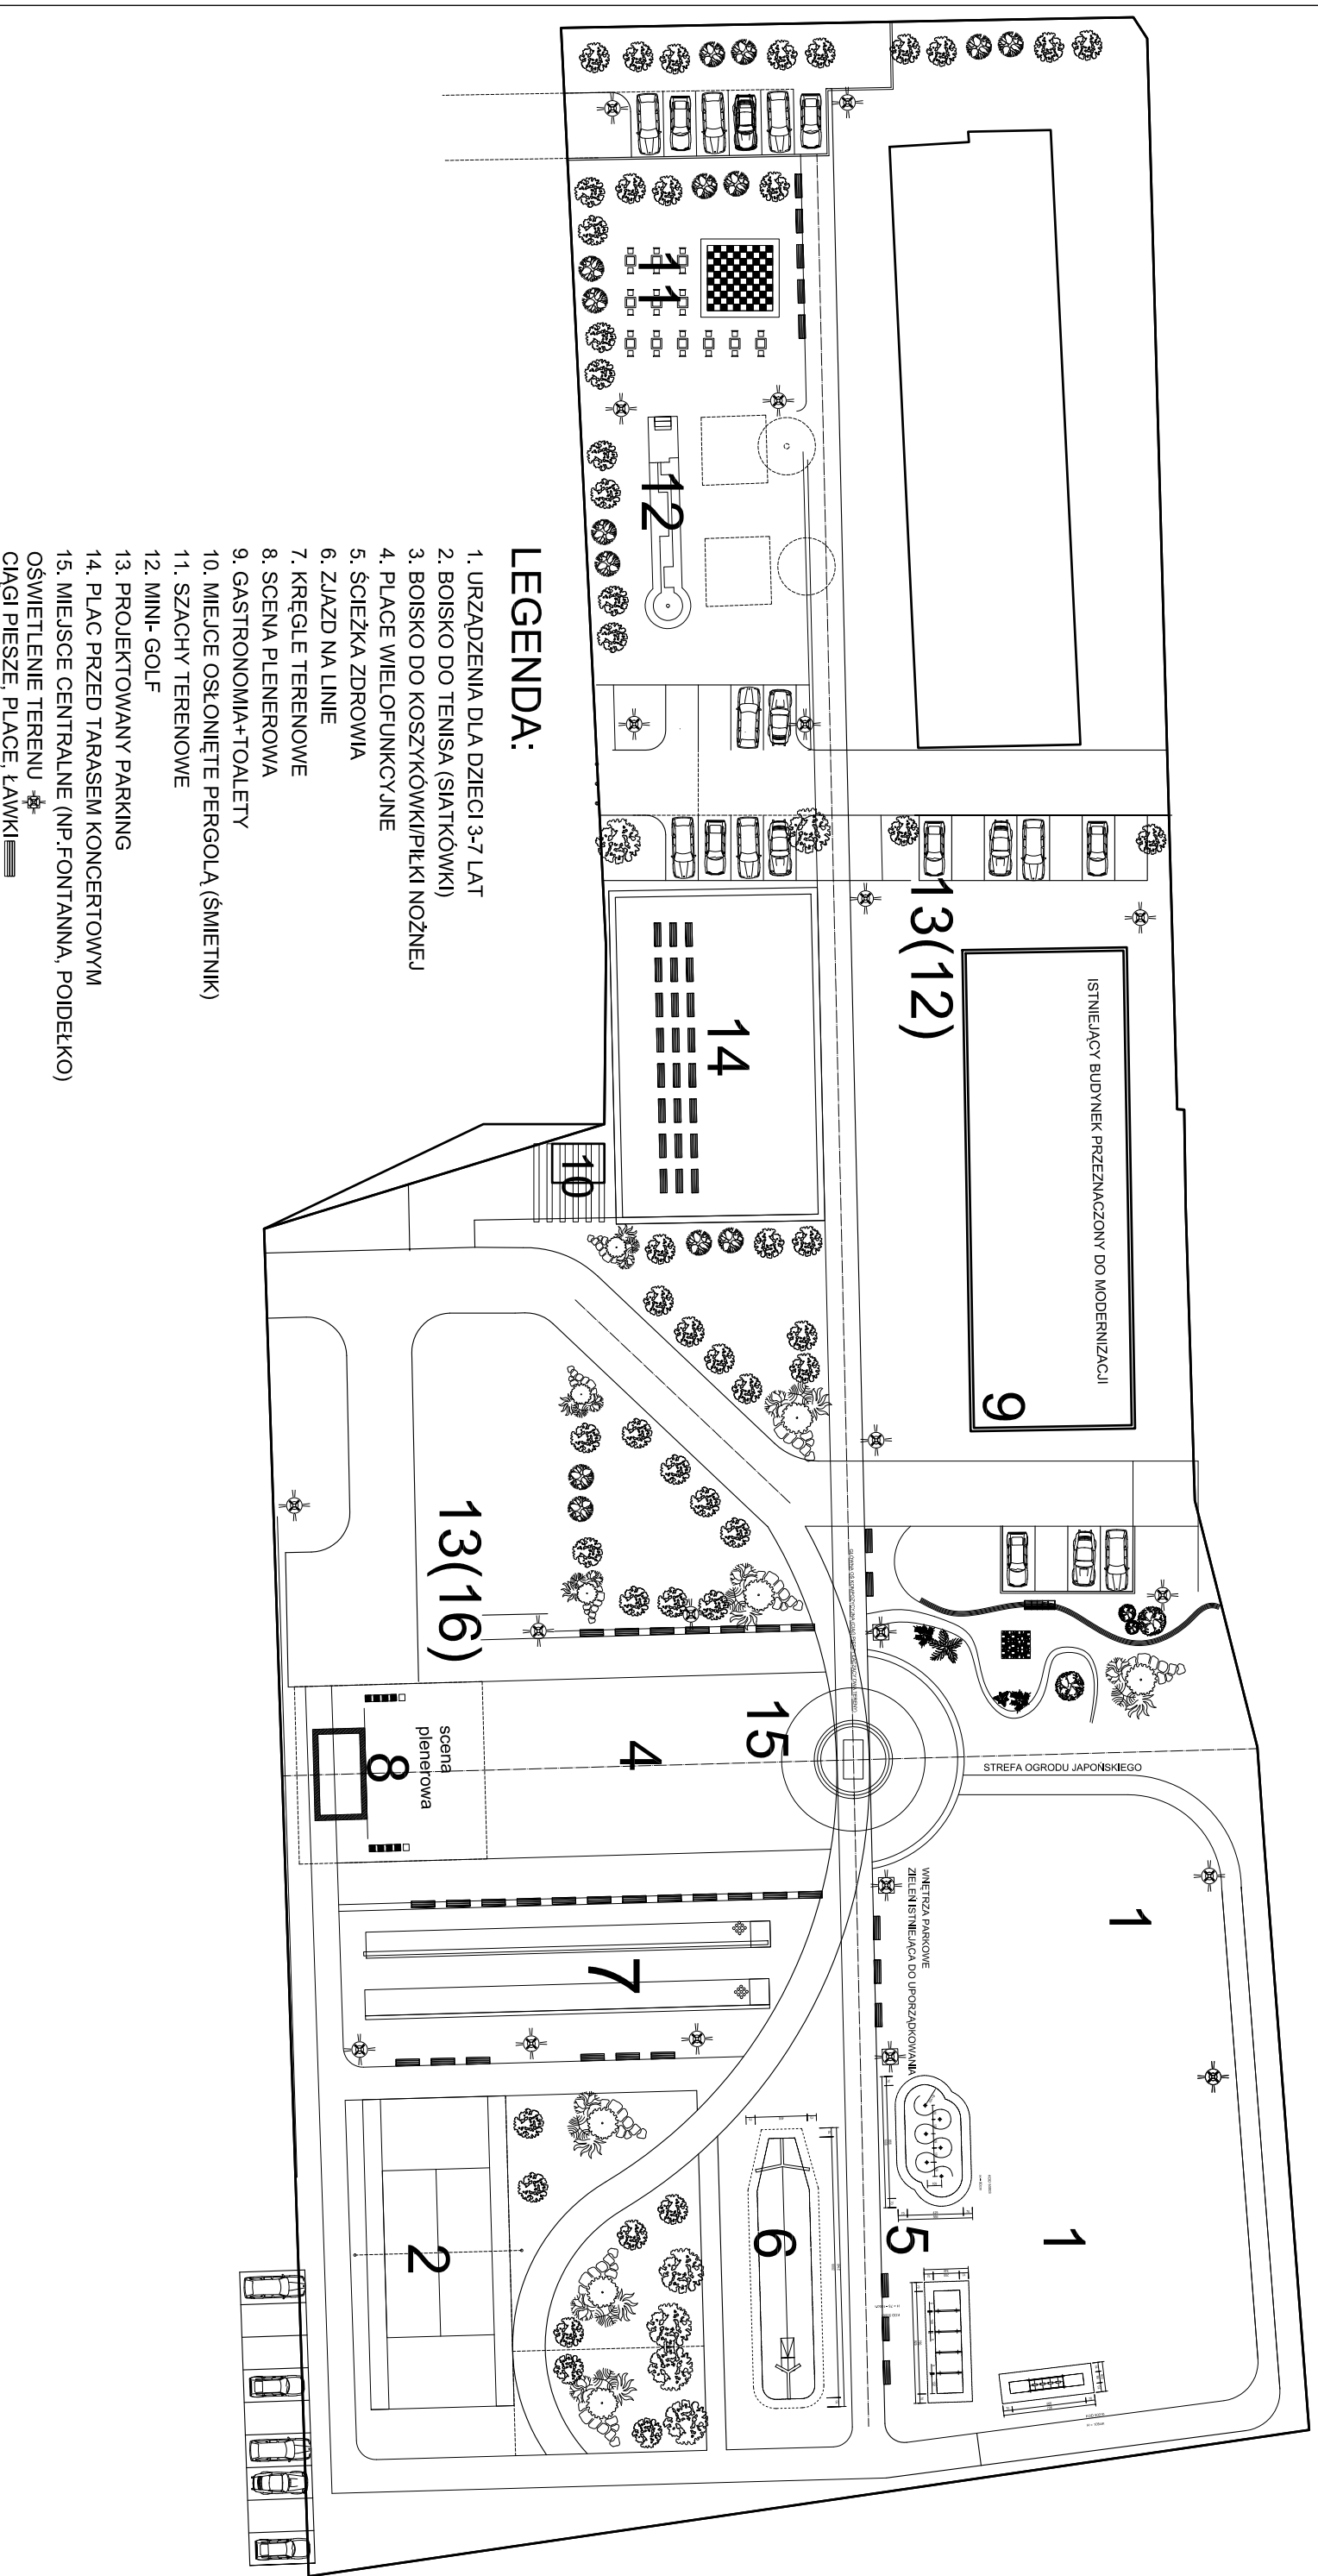 LEGENDA:
1. URZĄDZENIA DLA DZIECI 3-7 LAT
2. BOISKO DO TENISA (SIATKÓWKI)
3. BOISKO DO KOSZYKÓWKI/PIŁKI NOŻNEJ
4. PLACE WIELOFUNKCYJNE
5. ŚCIEŻKA ZDROWIA
6. ZJAZD NA LINIE
7. KRĘGLE TERENOWE
8. SCENA PLENEROWA
9. GASTRONOMIA+TOALETY
10. MIEJCE OSŁONIĘTE PERGOLĄ (ŚMIETNIK)
11. SZACHY TERENOWE
12. MINI- GOLF
13. PROJEKTOWANY PARKING
14. PLAC PRZED TARASEM KONCERTOWYM
15. MIEJSCE CENTRALNE (NP.FONTANNA, POIDEŁKO)
OŚWIETLENIE TERENU
CIĄGI PIESZE, PLACE, ŁAWKI
11
12
13(12)
14
ISTNIEJĄCY BUDYNEK PRZEZNACZONY DO MODERNIZACJI
9
10
13(16)
15
4
scena
plenerowa
8
STREFA OGRODU JAPOŃSKIEGO
WNĘTRZA PARKOWE
ZIELEŃ ISTNIEJĄCA DO UPORZĄDKOWANIA
1
7
6
5
1
2